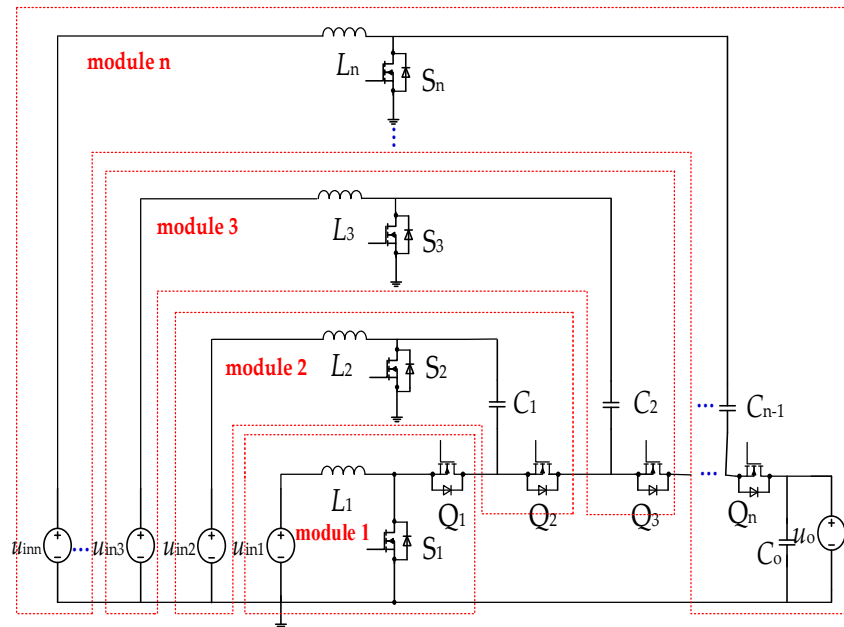 module n
Ln
Sn
module 3
L3
S3
module 2
L2
S2
C1
C2
Cn-1
L1
module 1
S1
Q1
Q2
Q3
Qn
uinn
uin3
uin2
uin1
Co
uo